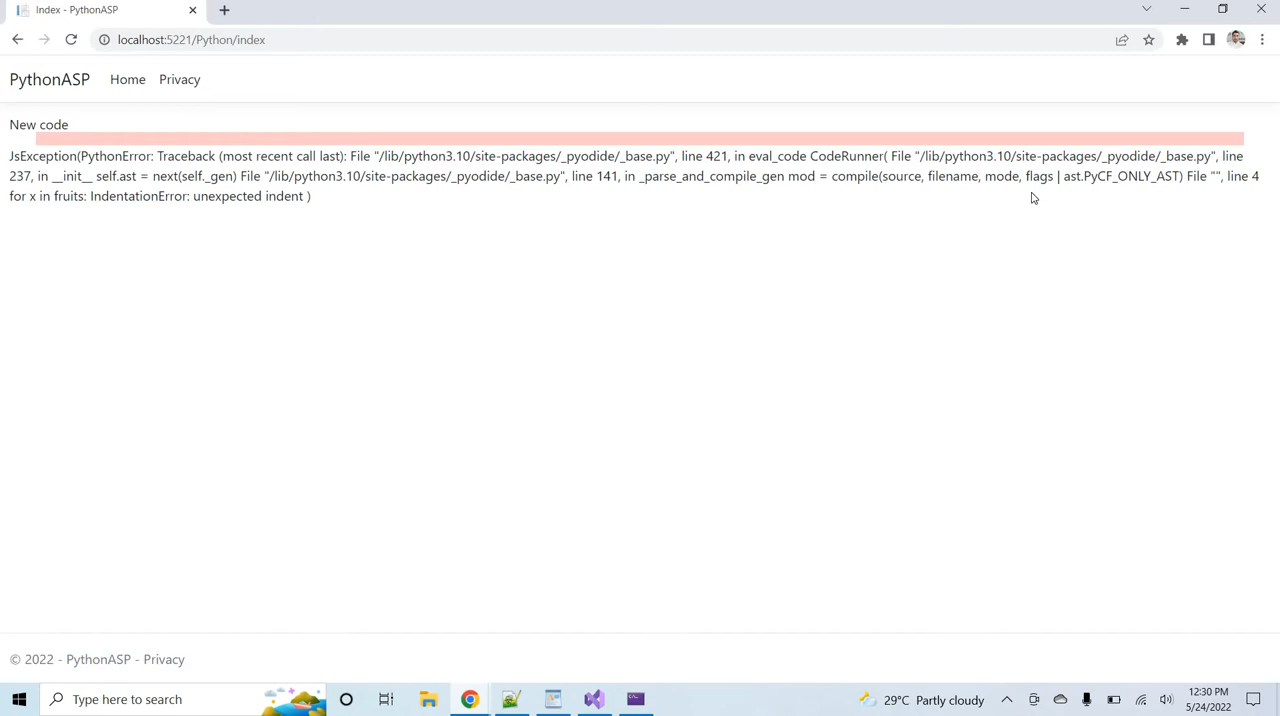 Index - PythonASP
localhost:5221/Python/index
PythonASP Home Privacy
New code
JsException(PythonError: Traceback (most recent call last): File "/lib/python3.10/site-packages/_pyodide/_base.py", line 421, in eval_code CodeRunner( File "/lib/python3.10/site-packages/_pyodide/_base.py", line
237, in __init__ self.ast = next(self._gen) File "/lib/python3.10/site-packages/_pyodide/_base.py", line 141, in _parse_and_compile_gen mod = compile(source, filename, mode, flags | ast.PyCF_ONLY_AST) File "", line 4
for x in fruits: IndentationError: unexpected indent )
© 2022 - PythonASP - Privacy
Type here to search
29°C Partly cloudy
12:30 PM
5/24/2022